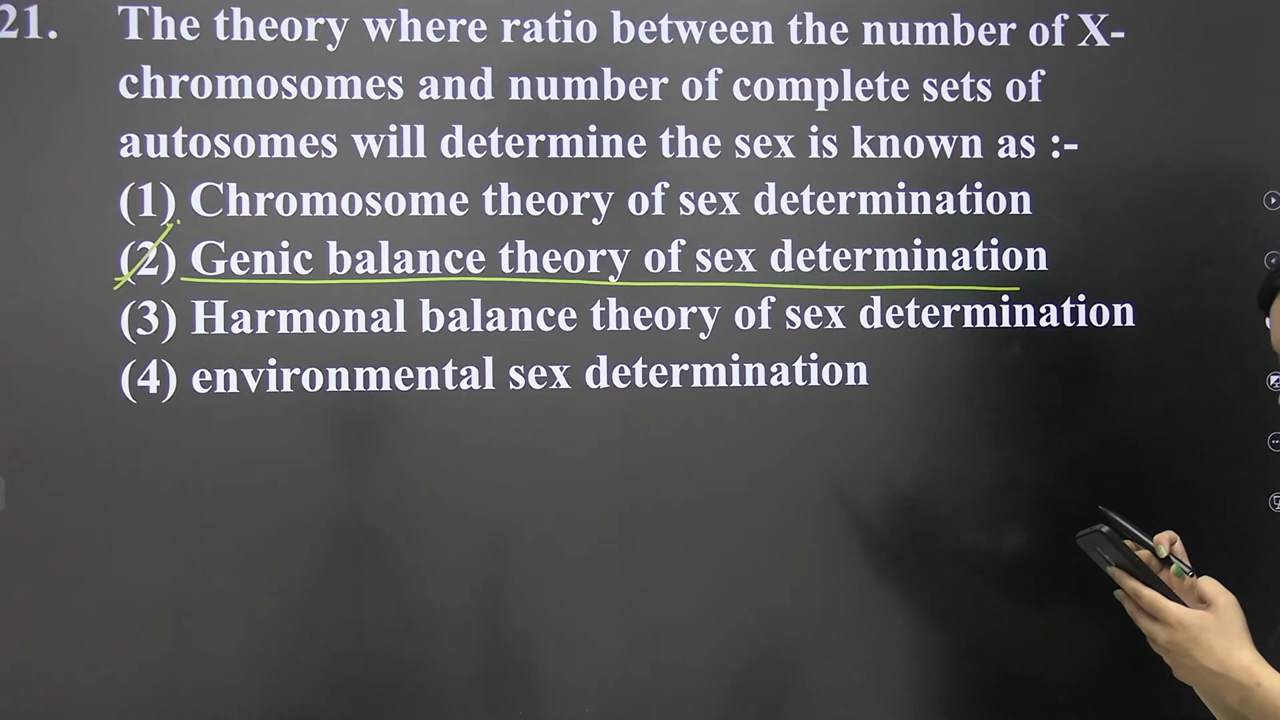 21. The theory where ratio between the number of X-
chromosomes and number of complete sets of
autosomes will determine the sex is known as :-
(1) Chromosome theory of sex determination
(2) Genic balance theory of sex determination
(3) Harmonal balance theory of sex determination
(4) environmental sex determination